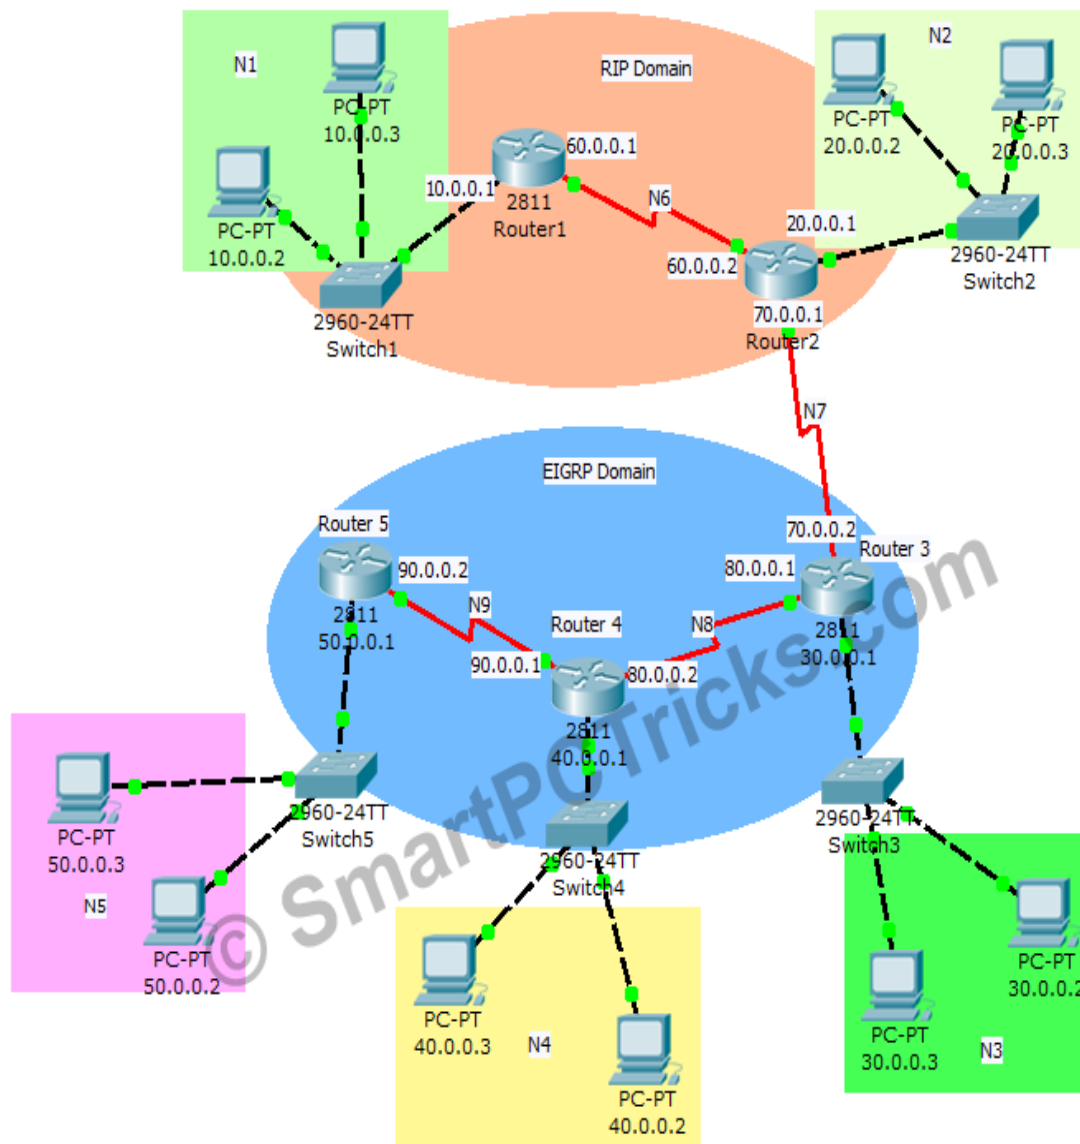 N1
PC-PT
10.0.0.3
PC-PT
10.0.0.2
2960-24TT
Switch1
RIP Domain
10.0.0.1
60.0.0.1
2811
Router1
N6
60.0.0.2
20.0.0.1
70.0.0.1
Router2
N2
PC-PT
20.0.0.2
PC-PT
20.0.0.3
2960-24TT
Switch2
N7
EIGRP Domain
Router 5
90.0.0.2
2811
50.0.0.1
N9
90.0.0.1
Router 4
80.0.0.2
2811
40.0.0.1
N8
80.0.0.1
70.0.0.2
Router 3
2811
30.0.0.1
2960-24TT
Switch5
2960-24TT
Switch4
2960-24TT
Switch3
PC-PT
50.0.0.3
N5
PC-PT
50.0.0.2
PC-PT
40.0.0.3
N4
PC-PT
40.0.0.2
PC-PT
30.0.0.2
PC-PT
30.0.0.3
N3
© SmartPCTricks.com